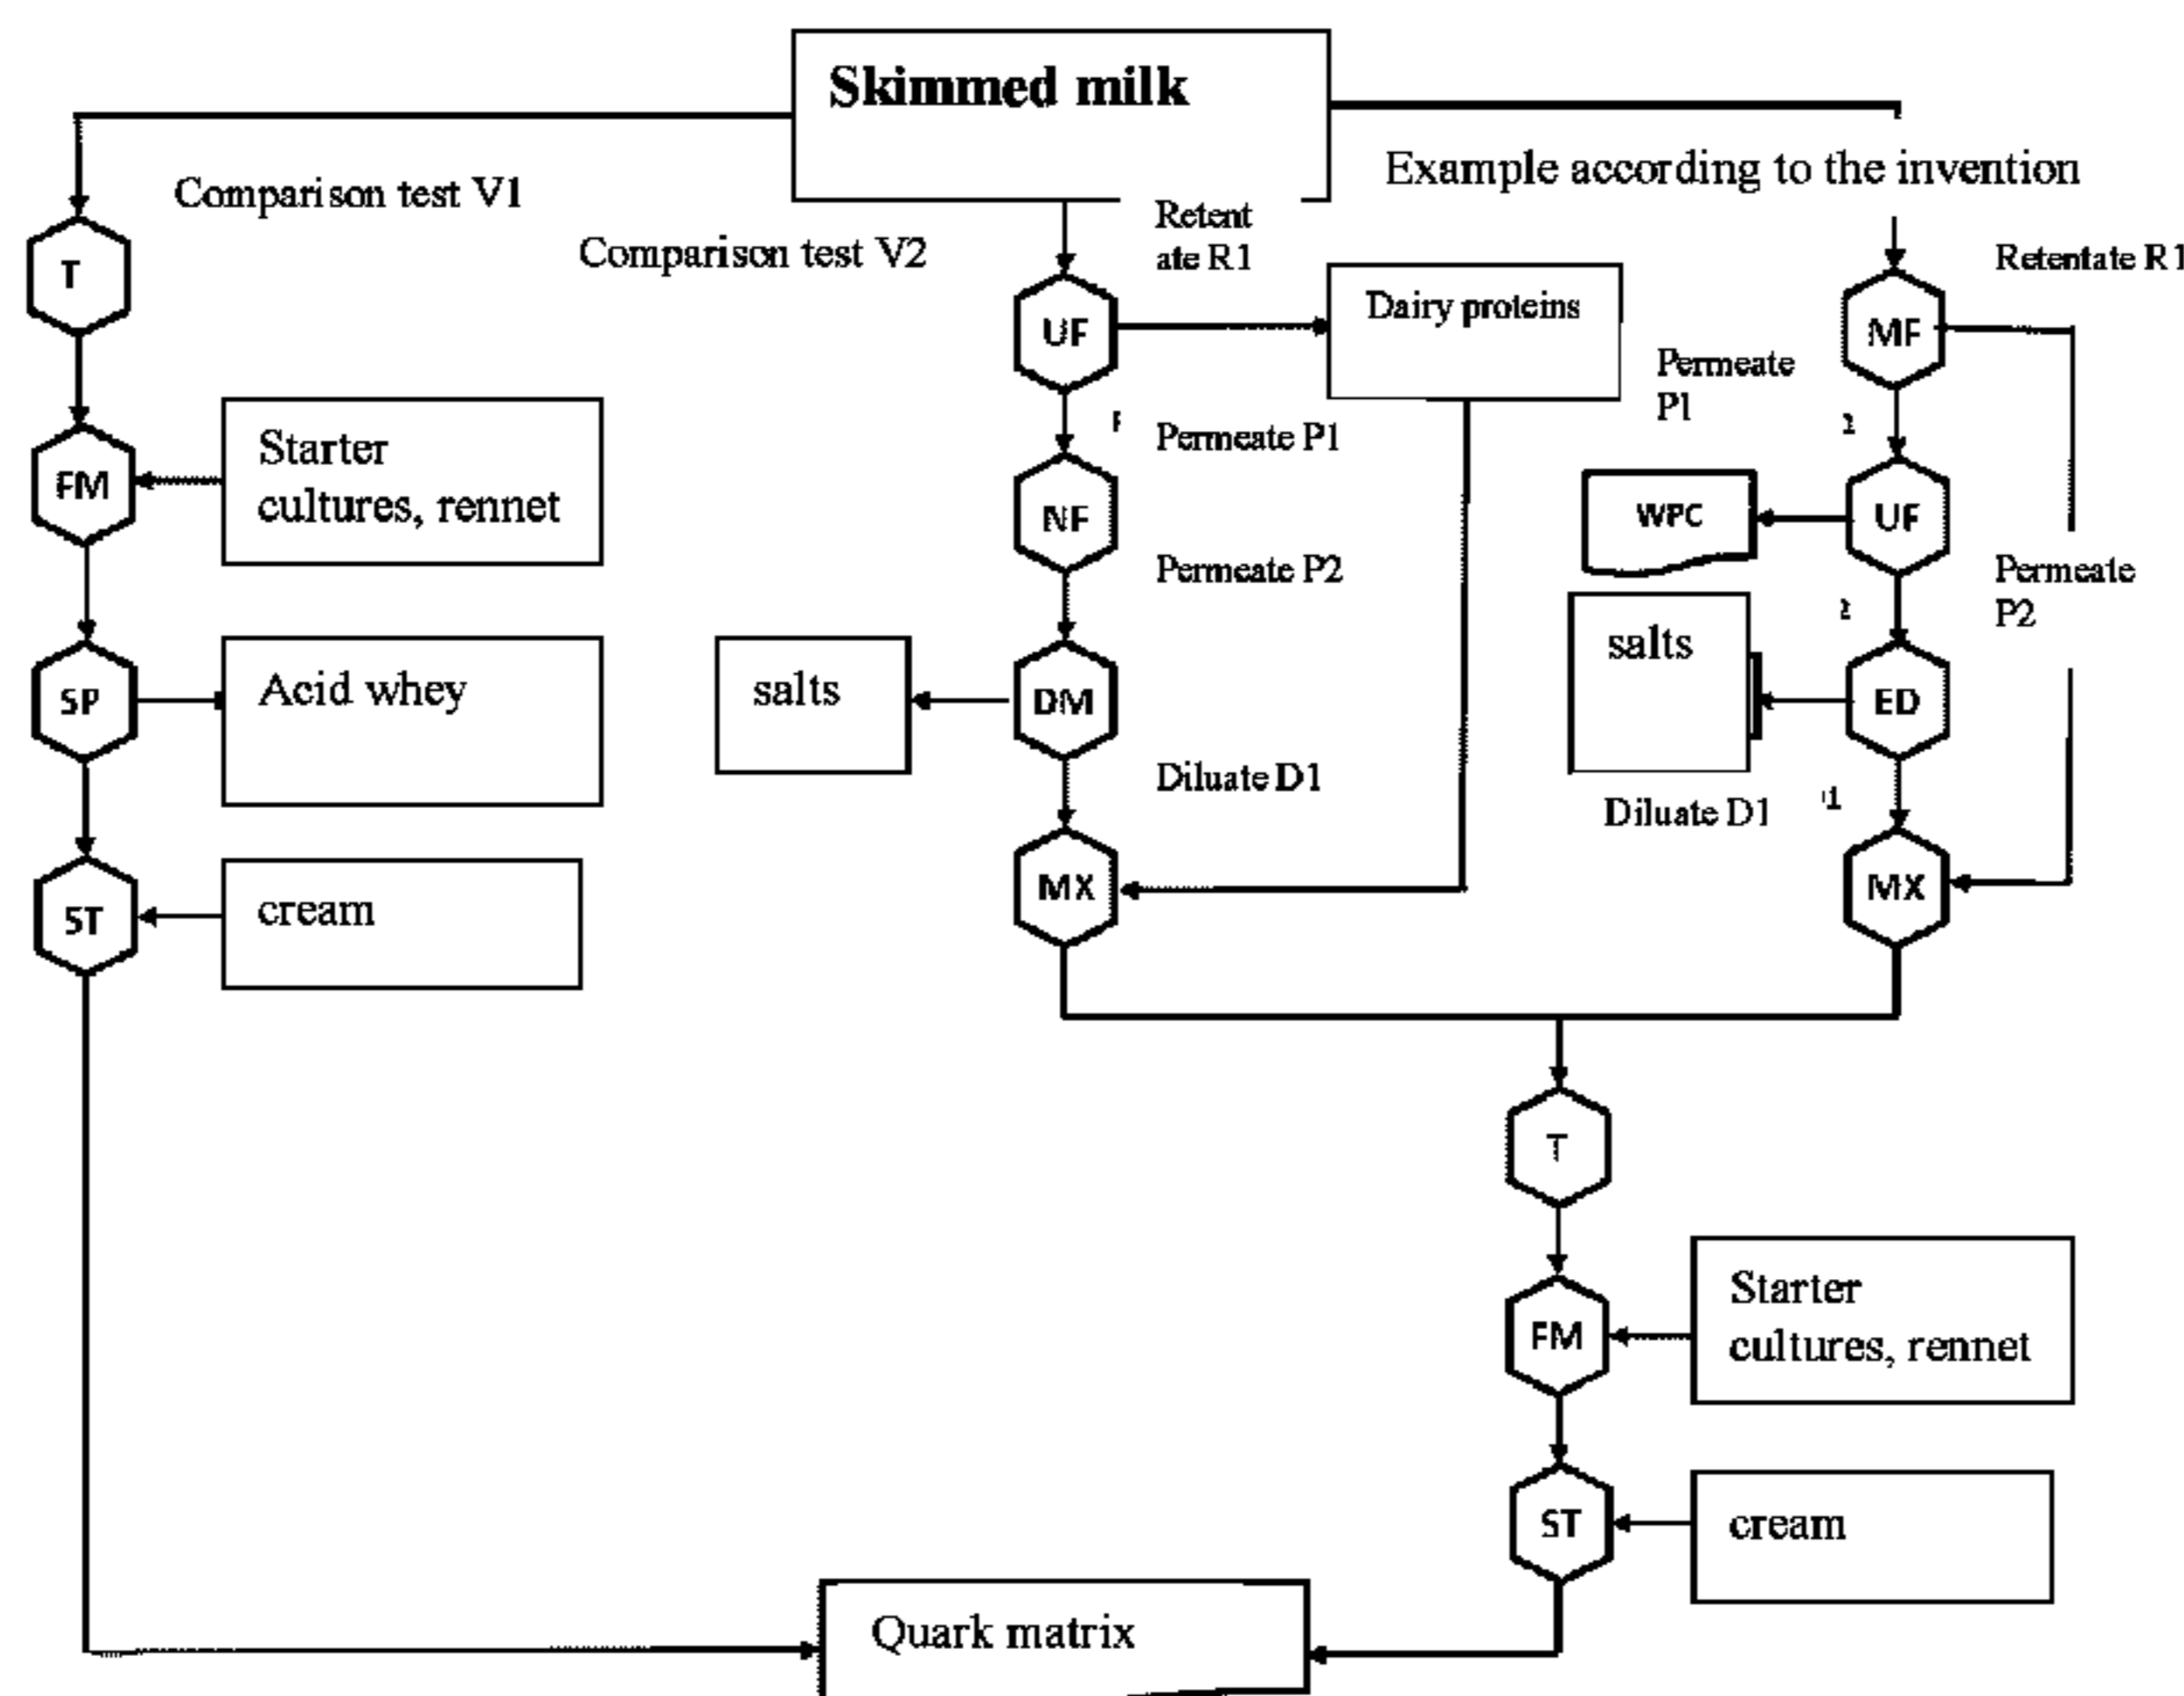 Skimmed milk
Example according to the invention
Comparison test V1
Comparison test V2
Retent
ate R1
Retentate R1
T
UF
Dairy proteins
MF
Permeate
P1
FM
Starter
cultures, rennet
Permeate P1
NF
WPC
UF
Permeate P2
Permeate
P2
SP
Acid whey
salts
DM
salts
ED
Diluate D1
Diluate D1
ST
cream
MX
MX
T
FM
Starter
cultures, rennet
ST
cream
Quark matrix